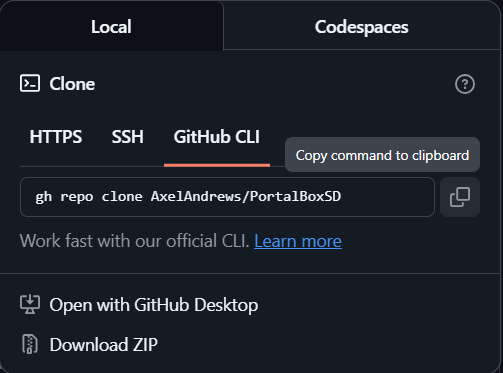 Local
Codespaces
Clone
HTTPS
SSH
GitHub CLI
Copy command to clipboard
gh repo clone AxelAndrews/PortalBoxSD
Work fast with our official CLI. Learn more
Open with GitHub Desktop
Download ZIP